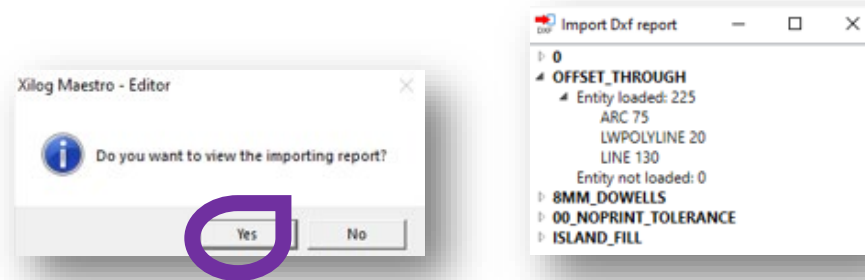 Xilog Maestro - Editor
Do you want to view the importing report?
Yes
No
DXF Import Dxf report
0
OFFSET_THROUGH
Entity loaded: 225
ARC 75
LWPOLYLINE 20
LINE 130
Entity not loaded: 0
8MM_DOWELLS
00_NOPRINT_TOLERANCE
ISLAND_FILL